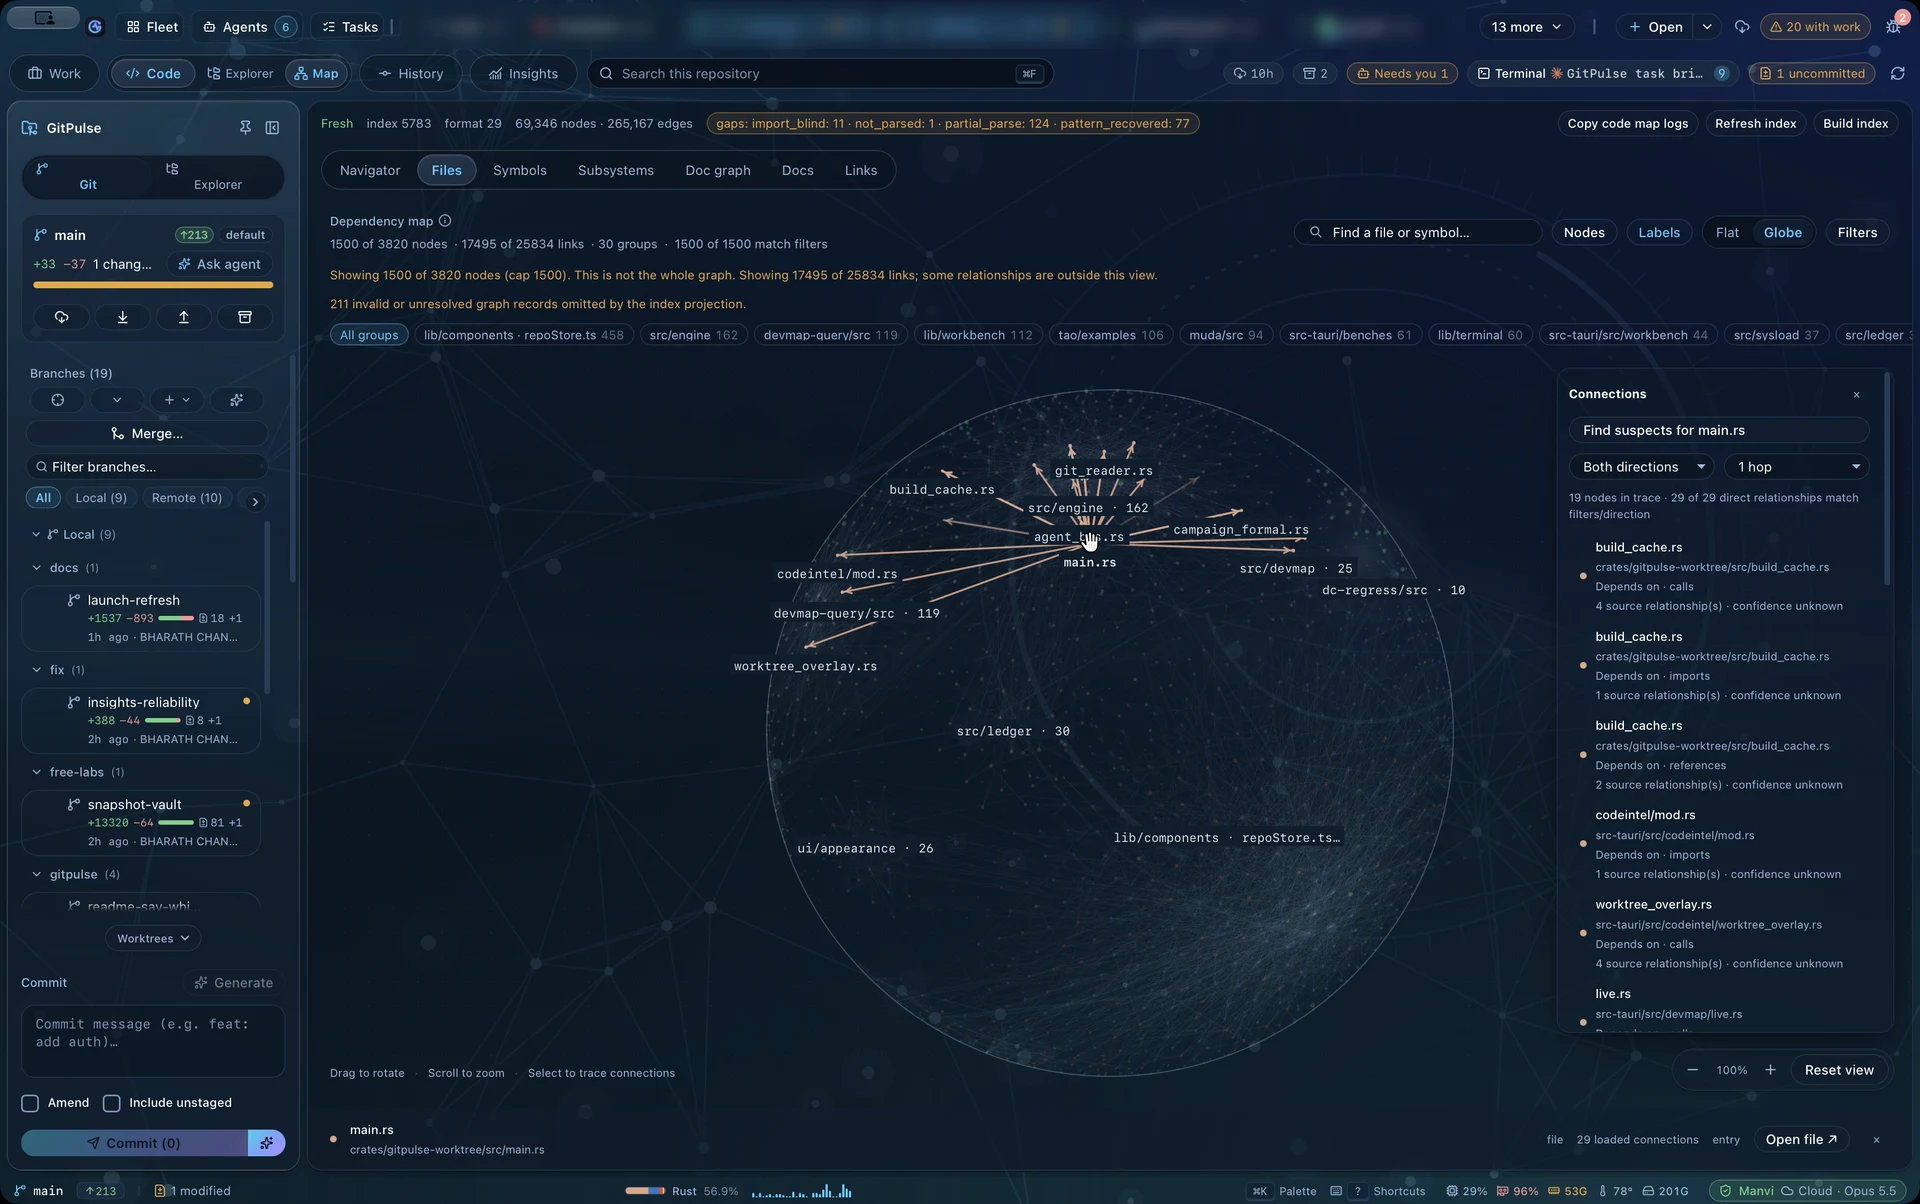 Fleet
Agents 6
Tasks
13 more
Open
20 with work
2
Work
Code
Explorer
Map
History
Insights
Search this repository
⌘F
10h
2
Needs you 1
Terminal
GitPulse task bri…
9
1 uncommitted
GitPulse
Git
Explorer
main
↑213
default
+33 −37 1 chang...
Ask agent
Branches (19)
Merge...
Filter branches...
All
Local (9)
Remote (10)
Local (9)
docs (1)
launch-refresh
+1537 −893 18 +1
1h ago · BHARATH CHAN...
fix (1)
insights-reliability
+388 −44 8 +1
2h ago · BHARATH CHAN...
free-labs (1)
snapshot-vault
+13320 −64 81 +1
2h ago · BHARATH CHAN...
gitpulse (4)
Worktrees
Commit
Generate
Commit message (e.g. feat:
add auth)…
Amend
Include unstaged
Commit (0)
Fresh index 5783 format 29 69,346 nodes · 265,167 edges
gaps: import_blind: 11 · not_parsed: 1 · partial_parse: 124 · pattern_recovered: 77
Copy code map logs
Refresh index
Build index
Navigator
Files
Symbols
Subsystems
Doc graph
Docs
Links
Dependency map
1500 of 3820 nodes · 17495 of 25834 links · 30 groups · 1500 of 1500 match filters
Find a file or symbol...
Nodes
Labels
Flat
Globe
Filters
Showing 1500 of 3820 nodes (cap 1500). This is not the whole graph. Showing 17495 of 25834 links; some relationships are outside this view.
211 invalid or unresolved graph records omitted by the index projection.
All groups
lib/components · repoStore.ts 458
src/engine 162
devmap-query/src 119
lib/workbench 112
tao/examples 106
muda/src 94
src-tauri/benches 61
lib/terminal 60
src-tauri/src/workbench 44
src/sysload 37
src/ledger
git_reader.rs
build_cache.rs
src/engine · 162
campaign_formal.rs
main.rs
src/devmap · 25
codeintel/mod.rs
dc-regress/src · 10
devmap-query/src · 119
worktree_overlay.rs
src/ledger · 30
lib/components · repoStore.ts…
ui/appearance · 26
Connections
Find suspects for main.rs
Both directions
1 hop
19 nodes in trace · 29 of 29 direct relationships match
filters/direction
build_cache.rs
crates/gitpulse-worktree/src/build_cache.rs
Depends on · calls
4 source relationship(s) · confidence unknown
build_cache.rs
crates/gitpulse-worktree/src/build_cache.rs
Depends on · imports
1 source relationship(s) · confidence unknown
build_cache.rs
crates/gitpulse-worktree/src/build_cache.rs
Depends on · references
2 source relationship(s) · confidence unknown
codeintel/mod.rs
src-tauri/src/codeintel/mod.rs
Depends on · imports
1 source relationship(s) · confidence unknown
worktree_overlay.rs
src-tauri/src/codeintel/worktree_overlay.rs
Depends on · calls
4 source relationship(s) · confidence unknown
live.rs
src-tauri/src/devmap/live.rs
Drag to rotate · Scroll to zoom · Select to trace connections
100%
Reset view
main.rs
crates/gitpulse-worktree/src/main.rs
file 29 loaded connections entry
Open file ↗
main
↑213
1 modified
Rust 56.9%
⌘K Palette
? Shortcuts
29% 96% 53G 78° 201G
Manvi Cloud · Opus 5.5